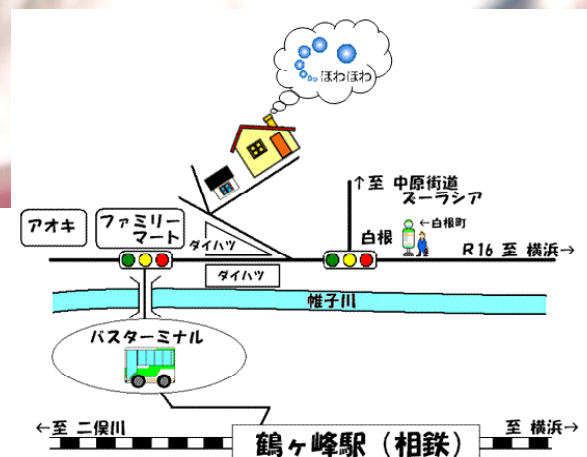 ほわほわ
↑至 中原街道
ズーラシア
アオキ
ファミリー
マート
ダイハツ
白根
←白根町
R16 至 横浜→
ダイハツ
帷子川
バスターミナル
←至 二俣川
至 横浜→
鶴ヶ峰駅（相鉄）